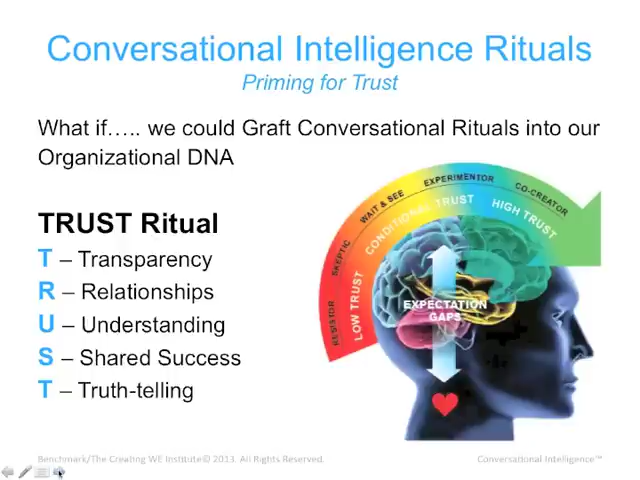 Conversational Intelligence Rituals
Priming for Trust
What if….. we could Graft Conversational Rituals into our
Organizational DNA
TRUST Ritual
T – Transparency
R – Relationships
U – Understanding
S – Shared Success
T – Truth-telling
RESISTOR
SKEPTIC
WAIT & SEE
EXPERIMENTOR
CO-CREATOR
LOW TRUST
CONDITIONAL TRUST
HIGH TRUST
EXPECTATION
GAPS
Benchmark/The Creating WE Institute© 2013. All Rights Reserved.
Conversational Intelligence™